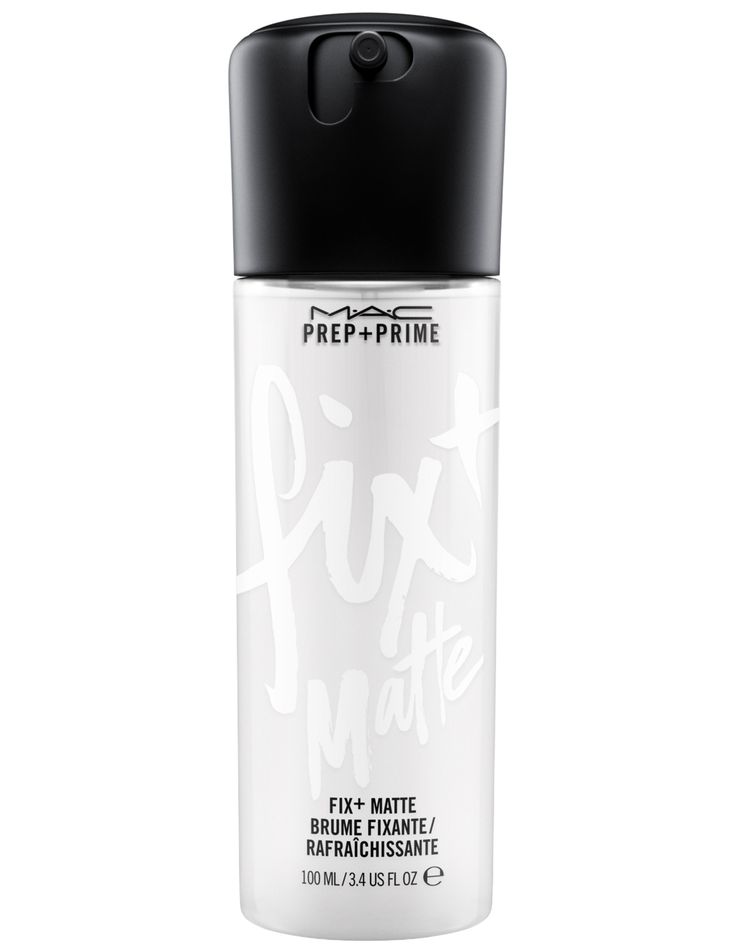 M·A·C
PREP+PRIME
fix+
Matte
FIX+ MATTE
BRUME FIXANTE/
RAFRAÎCHISSANTE
100 ML / 3.4 US FL OZ ℮